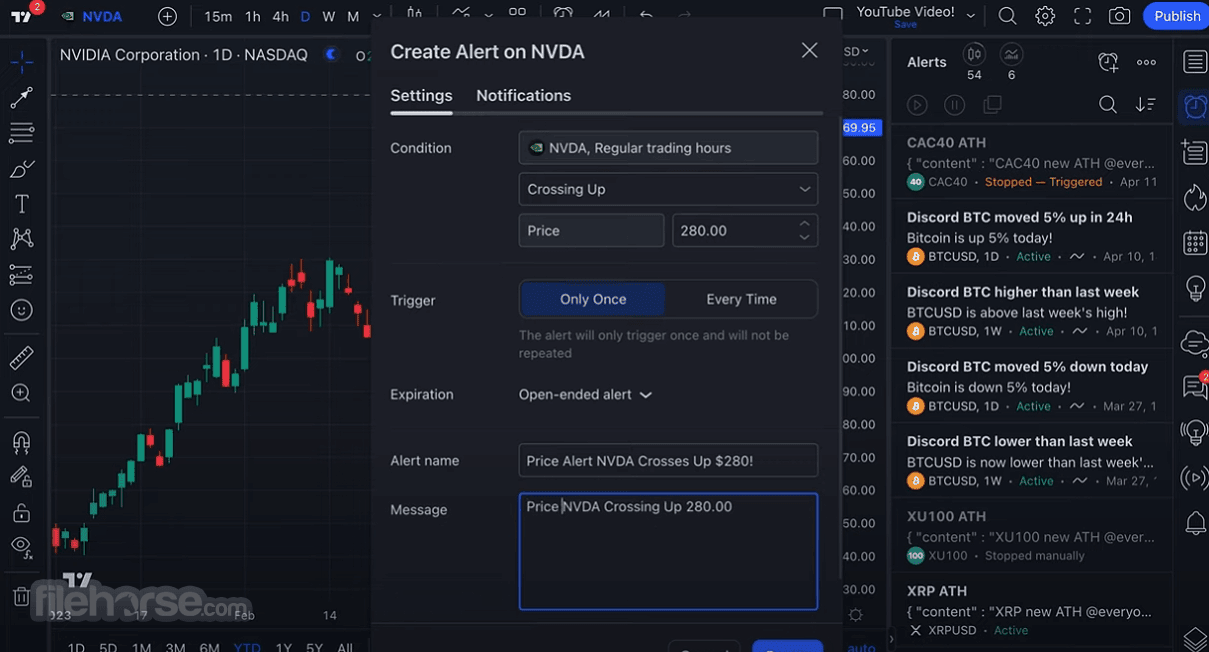 2
NVDA
15m 1h 4h D W M
YouTube Video!
Save
Publish
NVIDIA Corporation · 1D · NASDAQ
Create Alert on NVDA
Settings Notifications
Condition
NVDA, Regular trading hours
Crossing Up
Price 280.00
Trigger
Only Once Every Time
The alert will only trigger once and will not be
repeated
Expiration
Open-ended alert
Alert name
Price Alert NVDA Crosses Up $280!
Message
Price NVDA Crossing Up 280.00
SD
80.00
69.95
60.00
50.00
40.00
30.00
20.00
10.00
00.00
90.00
80.00
70.00
60.00
50.00
40.00
30.00
auto
Alerts
54 6
CAC40 ATH
{ "content" : "CAC40 new ATH @ever...
40 CAC40 · Stopped — Triggered · Apr 11
Discord BTC moved 5% up in 24h
Bitcoin is up 5% today!
BTCUSD, 1D · Active · Apr 10, 1
Discord BTC higher than last week
BTCUSD is above last week's high!
BTCUSD, 1W · Active · Apr 10, 1
Discord BTC moved 5% down today
Bitcoin is down 5% today!
BTCUSD, 1D · Active · Mar 27, 1
Discord BTC lower than last week
BTCUSD is now lower than last week'...
BTCUSD, 1W · Active · Mar 27,
XU100 ATH
{ "content" : "XU100 new ATH @ever...
100 XU100 · Stopped manually
XRP ATH
{ "content" : "XRP new ATH @everyo...
XRPUSD · Active
2
filehorse.com
023 17 Feb 14
1D 5D 1M 3M 6M YTD 1Y 5Y All